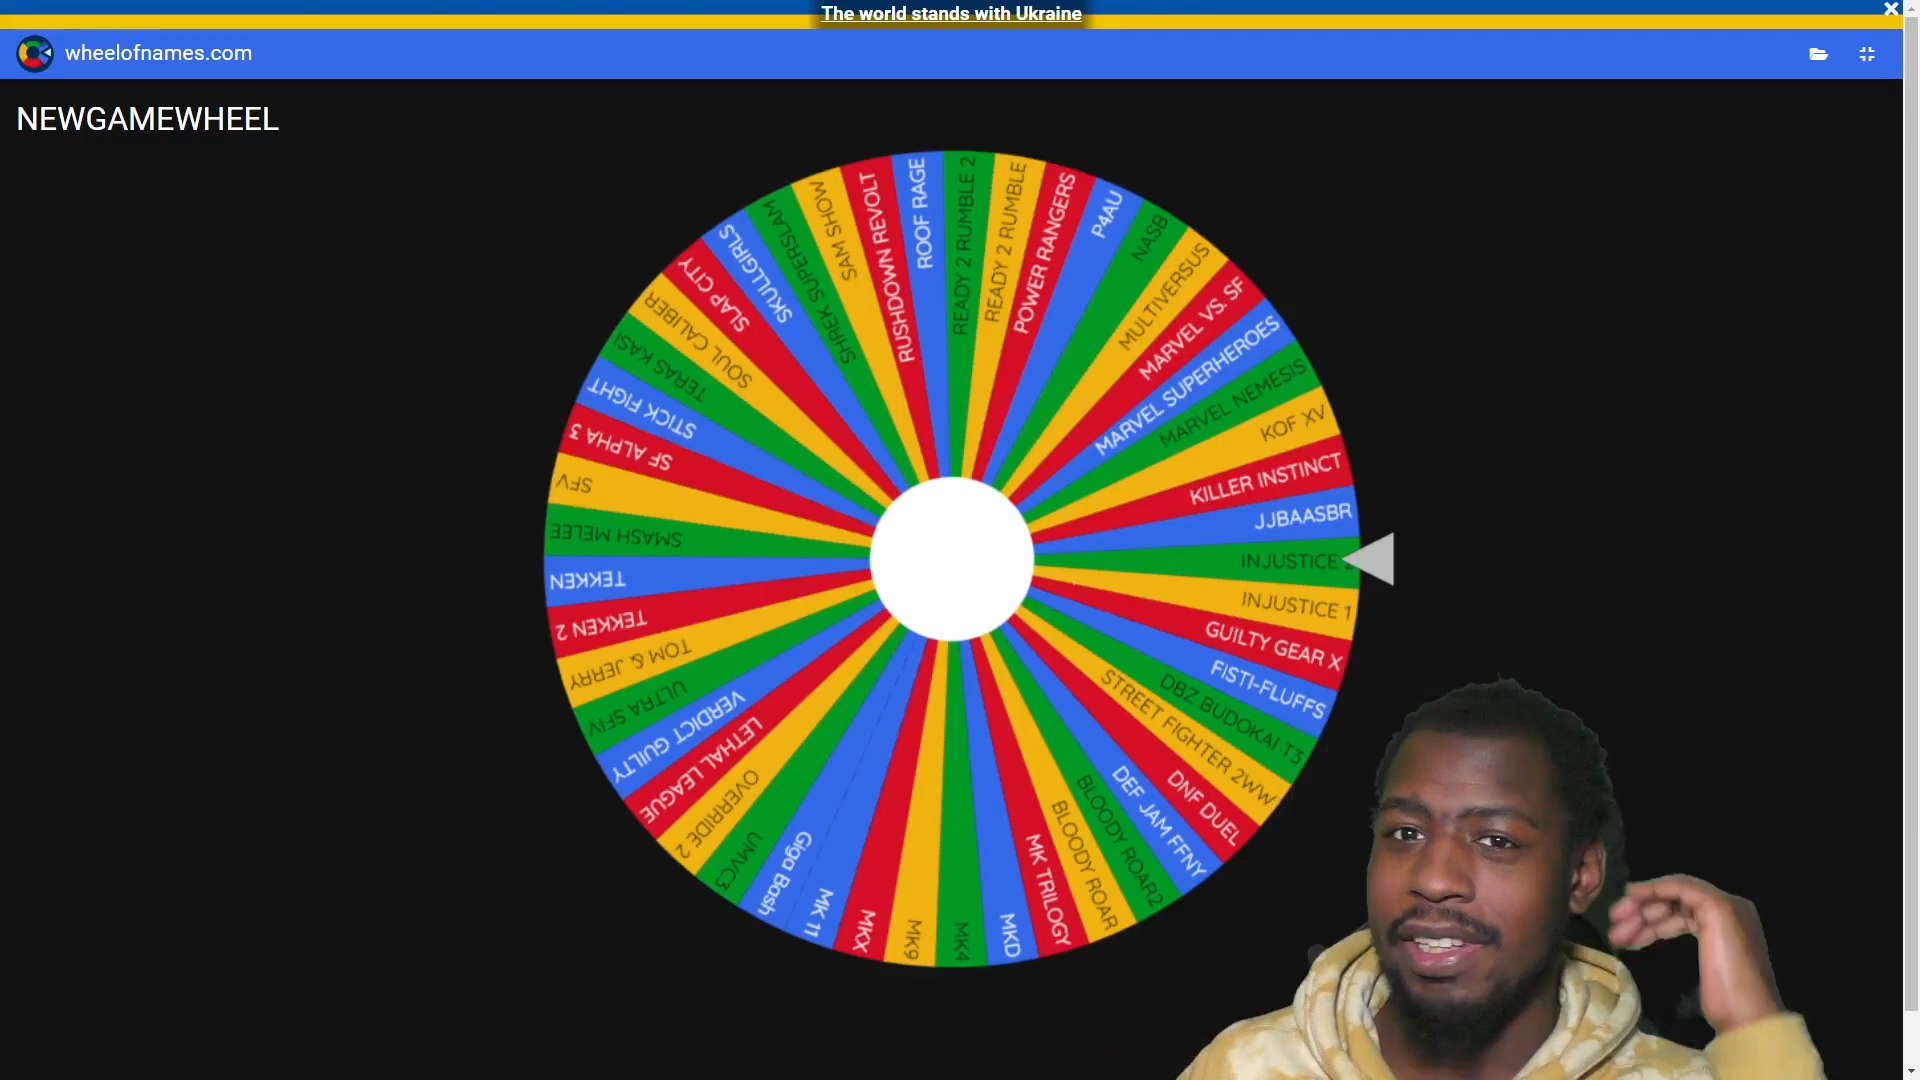 The world stands with Ukraine
wheelofnames.com
NEWGAMEWHEEL
READY 2 RUMBLE 2
READY 2 RUMBLE
POWER RANGERS
P4AU
NASB
MULTIVERSUS
MARVEL VS. SF
MARVEL SUPERHEROES
MARVEL NEMESIS
KOF XV
KILLER INSTINCT
JJBAASBR
INJUSTICE 2
INJUSTICE 1
GUILTY GEAR X
FISTI-FLUFFS
DBZ BUDOKAI T3
STREET FIGHTER 2WW
DNF DUEL
DEF JAM FFNY
BLOODY ROAR2
BLOODY ROAR
MK TRILOGY
MKD
MK4
MK9
MKX
MK 11
Giga Bash
UMVC3
OVERRIDE 2
LETHAL LEAGUE
VERDICT GUILTY
ULTRA SFIV
TOM & JERRY
TEKKEN 2
TEKKEN
SMASH MELEE
SFV
SF ALPHA 3
STICK FIGHT
TERAS KASI
SOUL CALIBER
SLAP CITY
SKULLGIRLS
SHREK SUPERSLAM
SAM SHOW
RUSHDOWN REVOLT
ROOF RAGE